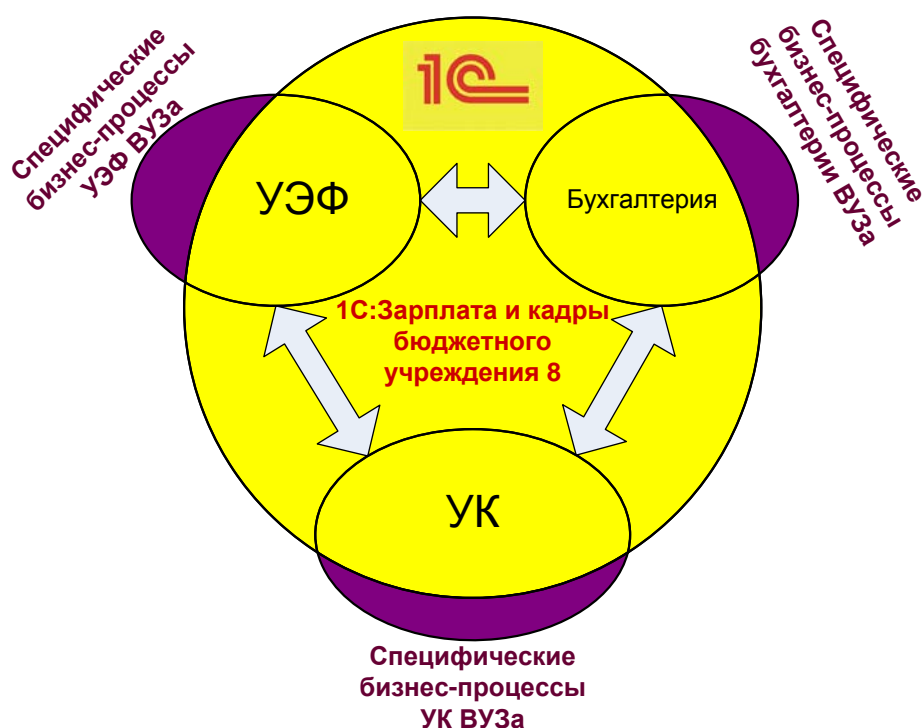 Специфические
бизнес-процессы
УЭФ ВУЗа
1С
Специфические
бизнес-процессы
бухгалтерии ВУЗа
УЭФ
Бухгалтерия
1С:Зарплата и кадры
бюджетного
учреждения 8
УК
Специфические
бизнес-процессы
УК ВУЗа